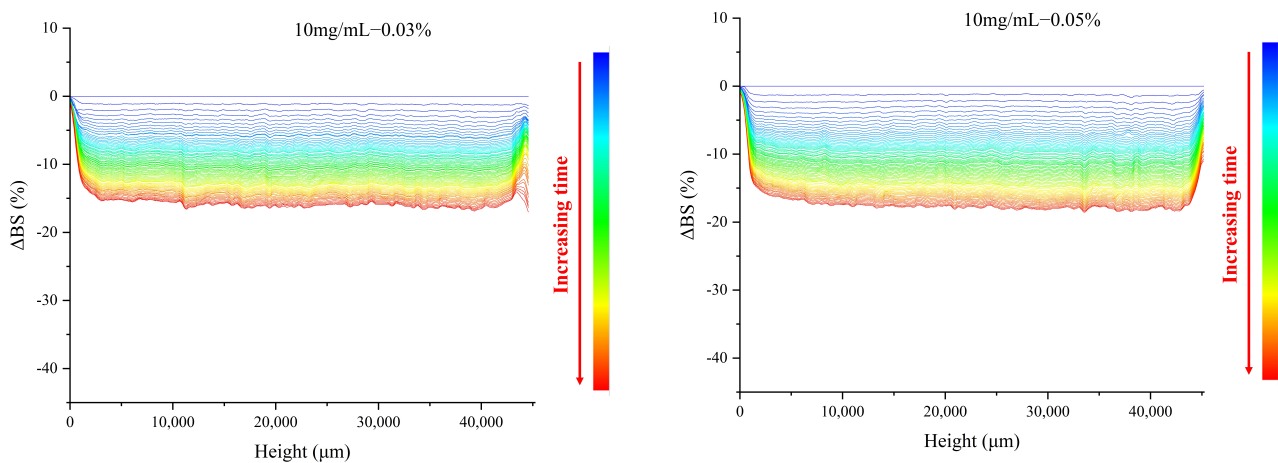 10mg/mL−0.03%
10
0
-10
-20
-30
-40
ΔBS (%)
0
10,000
20,000
30,000
40,000
Height (μm)
Increasing time
10mg/mL−0.05%
10
0
-10
-20
-30
-40
ΔBS (%)
0
10,000
20,000
30,000
40,000
Height (μm)
Increasing time